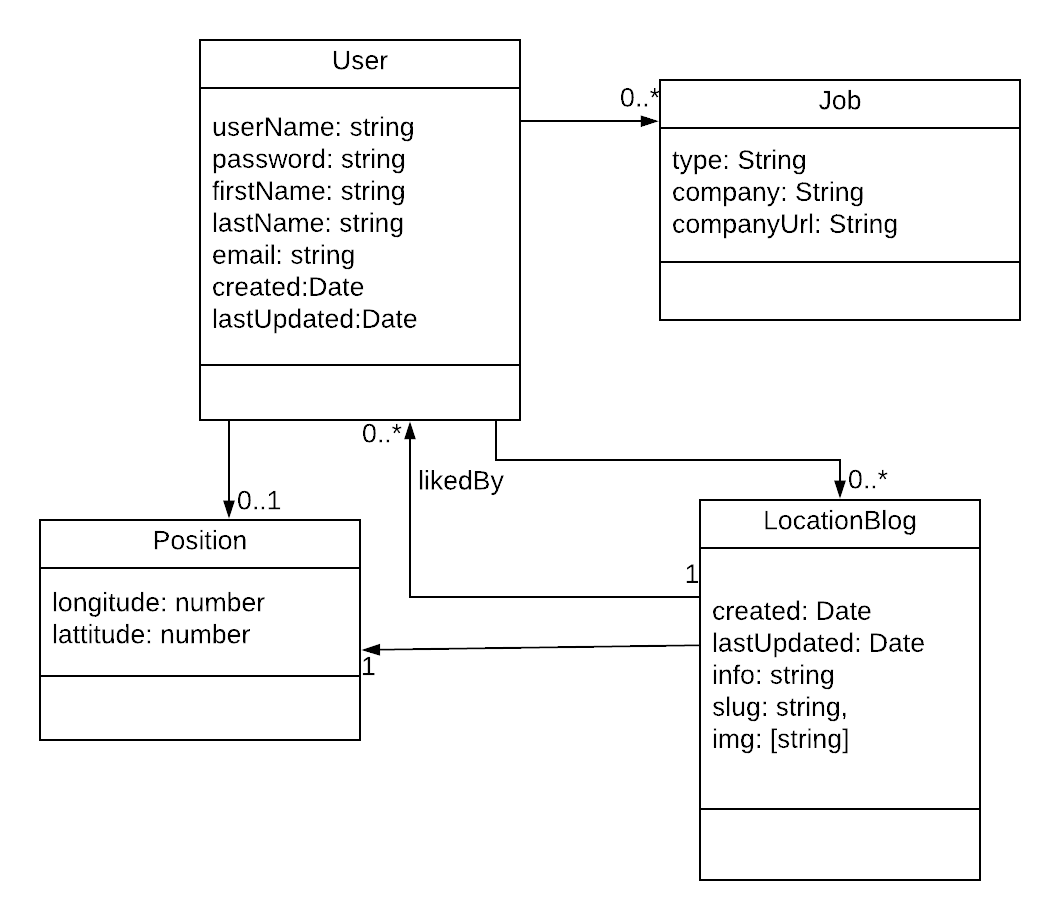 User
userName: string
password: string
firstName: string
lastName: string
email: string
created:Date
lastUpdated:Date
0..*
Job
type: String
company: String
companyUrl: String
0..*
likedBy
0..1
0..*
Position
longitude: number
lattitude: number
1
LocationBlog
1
created: Date
lastUpdated: Date
info: string
slug: string,
img: [string]